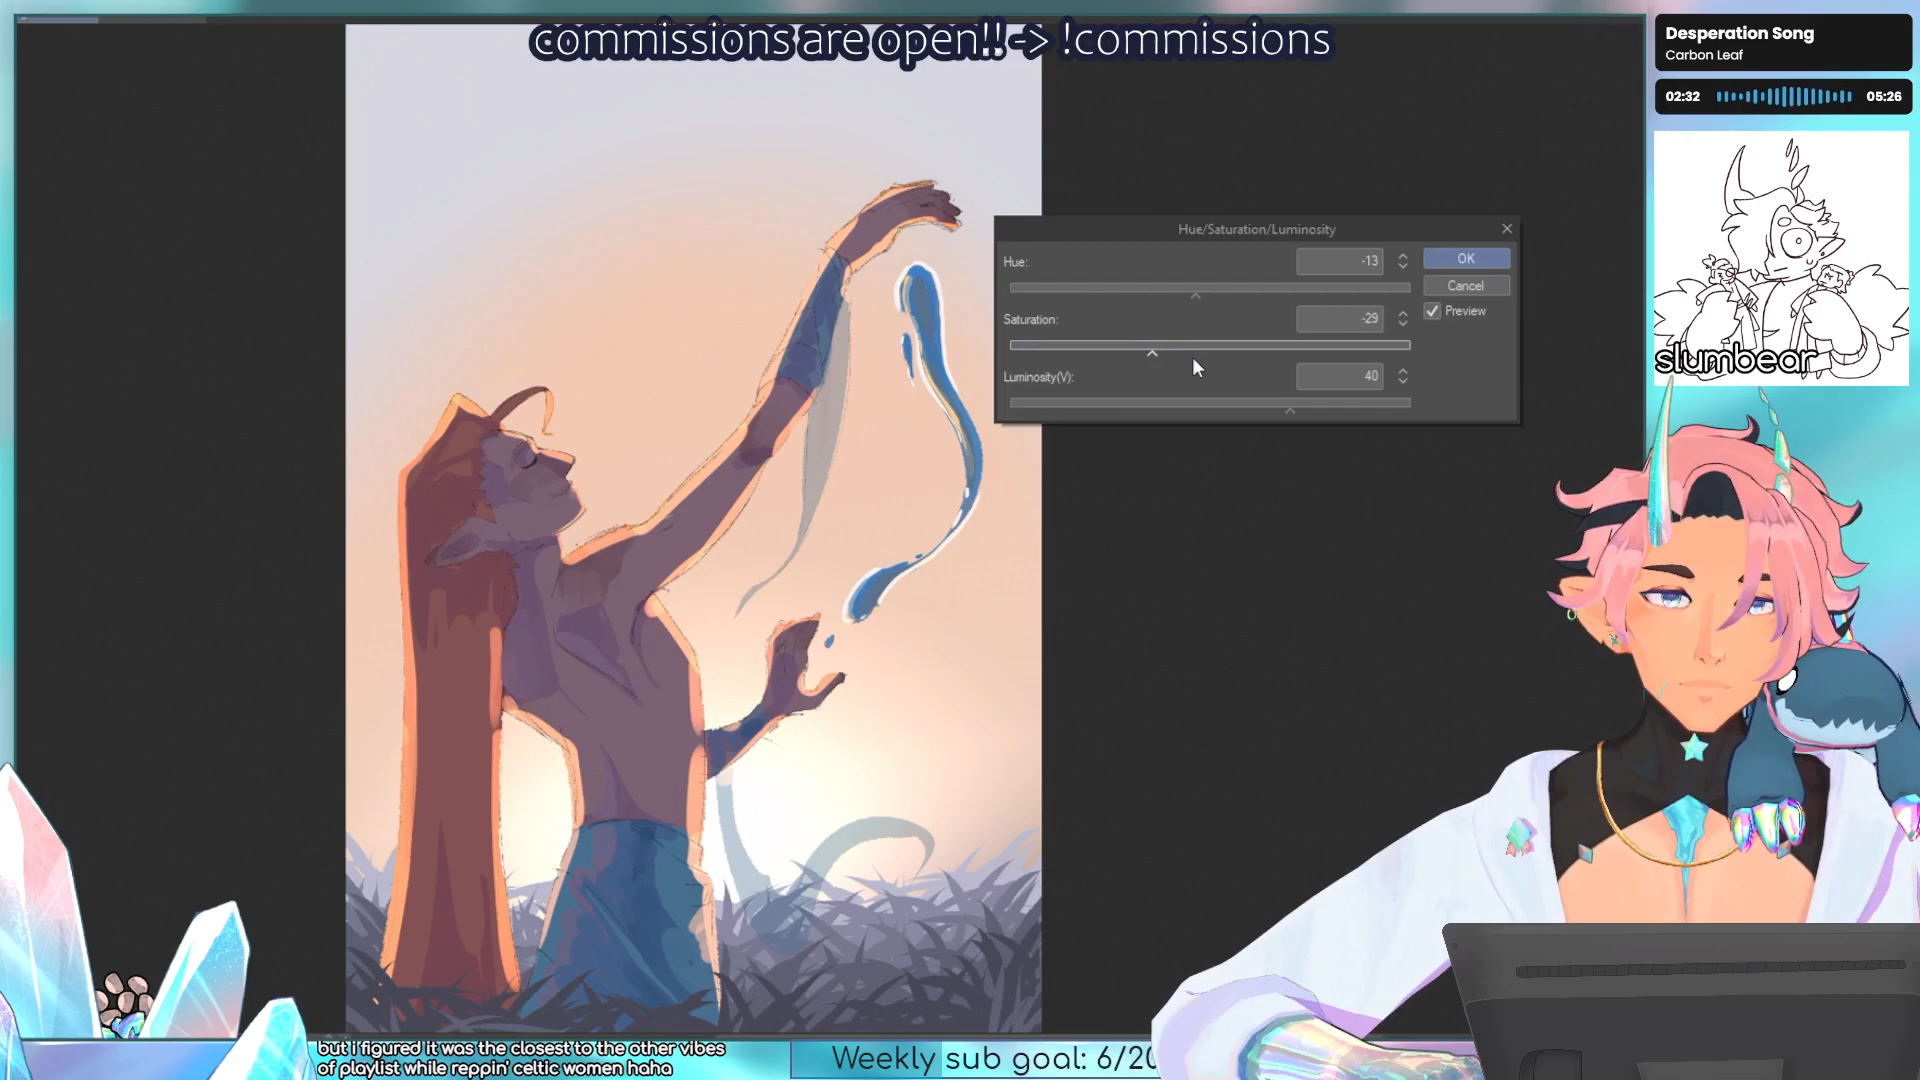 commissions are open!! -> !commissions
Desperation Song
Carbon Leaf
02:32
05:26
slumbear
Hue/Saturation/Luminosity
Hue:
-13
OK
Cancel
Saturation:
-29
Preview
Luminosity(V):
40
but i figured it was the closest to the other vibes
of playlist while reppin' celtic women haha
Weekly sub goal: 6/20